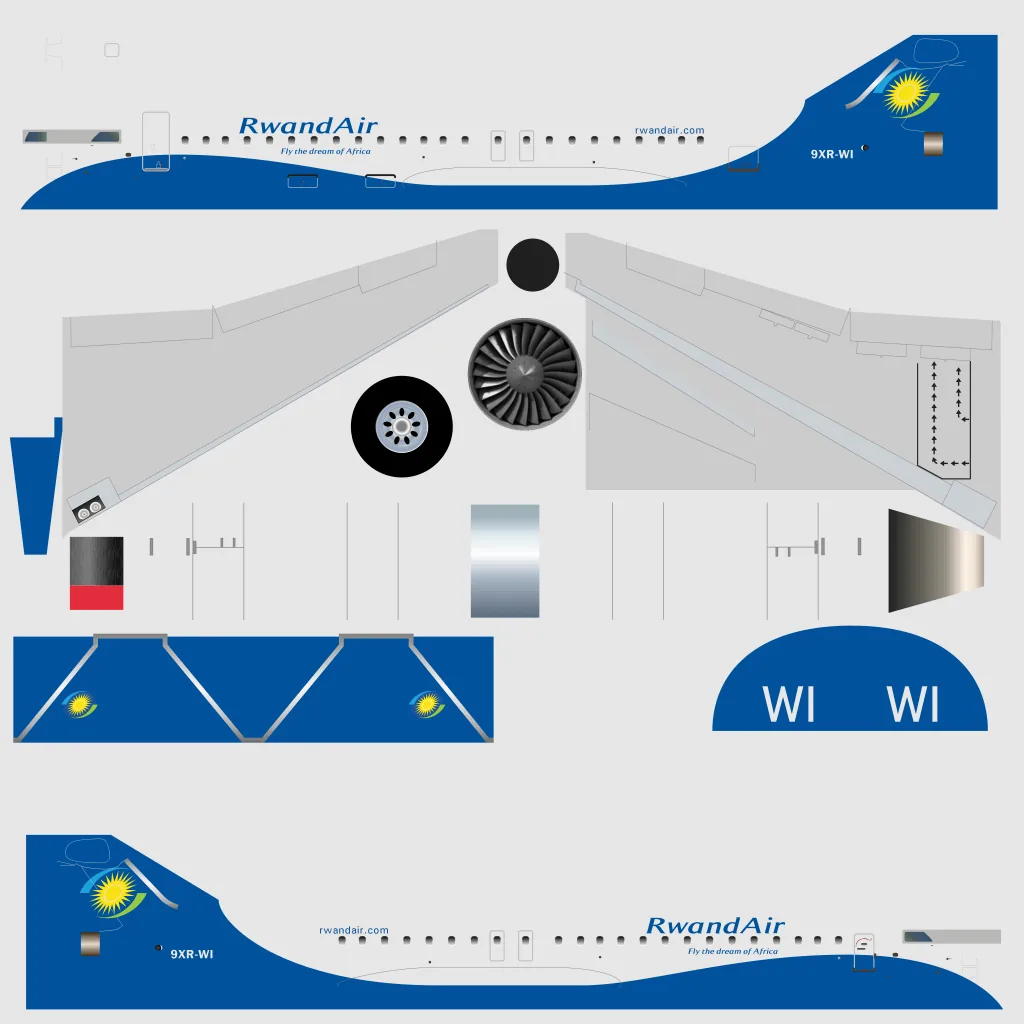 RwandAir
rwandair.com
Fly the dream of Africa
9XR-WI
WI WI
RwandAir
rwandair.com
Fly the dream of Africa
9XR-WI